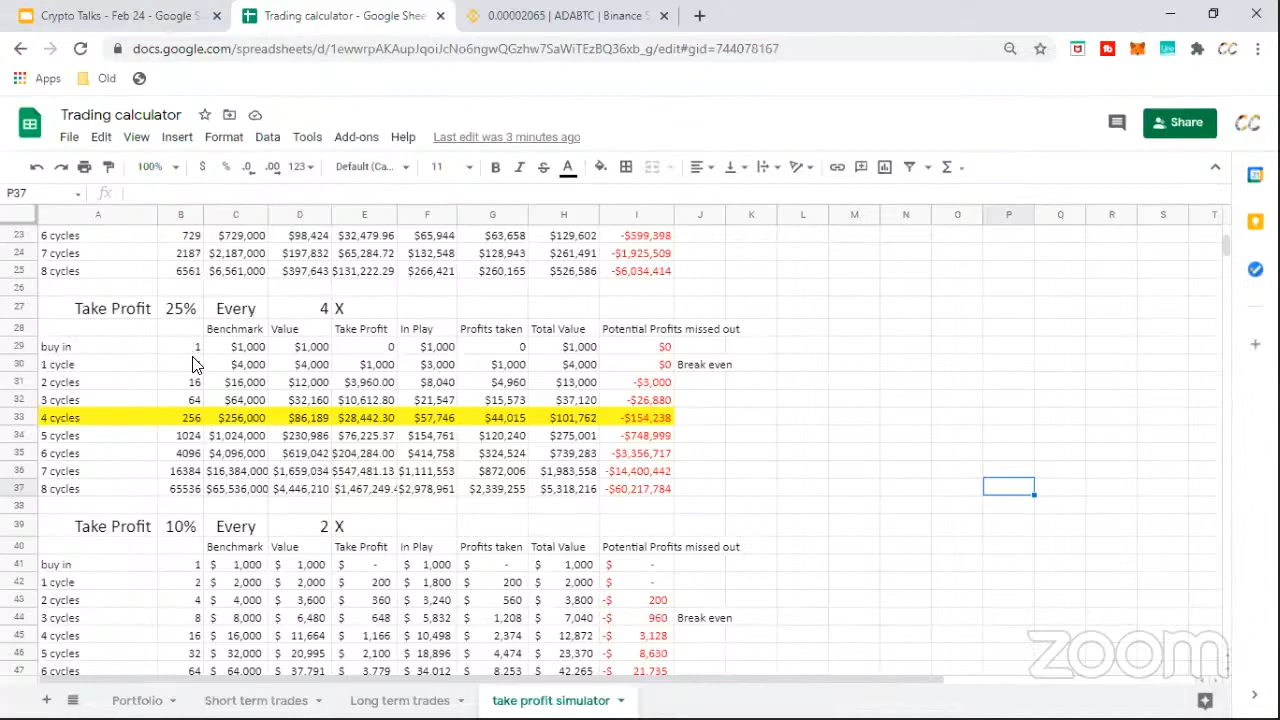 Crypto Talks - Feb 24 - Google S × Trading calculator - Google Shee × 0.00002065 | ADABTC | Binance S × +
docs.google.com/spreadsheets/d/1ewwrpAKAupJqoiJcNo6ngwQGzhw7SaWiTEzBQ36xb_g/edit#gid=744078167
Apps Old
Trading calculator
File Edit View Insert Format Data Tools Add-ons Help Last edit was 3 minutes ago
Share
100% $ % .0 .00 123 Default (Ca... 11 B I S A
P37 fx
A B C D E F G H I J K L M N O P Q R S T
23 6 cycles 729 $729,000 $98,424 $32,479.96 $65,944 $63,658 $129,602 -$599,398
24 7 cycles 2187 $2,187,000 $197,832 $65,284.72 $132,548 $128,943 $261,491 -$1,925,509
25 8 cycles 6561 $6,561,000 $397,643 $131,222.29 $266,421 $260,165 $526,586 -$6,034,414
26
27 Take Profit 25% Every 4 X
28 Benchmark Value Take Profit In Play Profits taken Total Value Potential Profits missed out
29 buy in 1 $1,000 $1,000 0 $1,000 0 $1,000 $0
30 1 cycle $4,000 $4,000 $1,000 $3,000 $1,000 $4,000 $0 Break even
31 2 cycles 16 $16,000 $12,000 $3,960.00 $8,040 $4,960 $13,000 -$3,000
32 3 cycles 64 $64,000 $32,160 $10,612.80 $21,547 $15,573 $37,120 -$26,880
33 4 cycles 256 $256,000 $86,189 $28,442.30 $57,746 $44,015 $101,762 -$154,238
34 5 cycles 1024 $1,024,000 $230,986 $76,225.37 $154,761 $120,240 $275,001 -$748,999
35 6 cycles 4096 $4,096,000 $619,042 $204,284.00 $414,758 $324,524 $739,283 -$3,356,717
36 7 cycles 16384 $16,384,000 $1,659,034 $547,481.13 $1,111,553 $872,006 $1,983,558 -$14,400,442
37 8 cycles 65536 $65,536,000 $4,446,210 $1,467,249.4 $2,978,961 $2,339,255 $5,318,216 -$60,217,784
38
39 Take Profit 10% Every 2 X
40 Benchmark Value Take Profit In Play Profits taken Total Value Potential Profits missed out
41 buy in 1 $ 1,000 $ 1,000 $ - $ 1,000 $ - $ 1,000 $ -
42 1 cycle 2 $ 2,000 $ 2,000 $ 200 $ 1,800 $ 200 $ 2,000 $ -
43 2 cycles 4 $ 4,000 $ 3,600 $ 360 $ 3,240 $ 560 $ 3,800 -$ 200
44 3 cycles 8 $ 8,000 $ 6,480 $ 648 $ 5,832 $ 1,208 $ 7,040 -$ 960 Break even
45 4 cycles 16 $ 16,000 $ 11,664 $ 1,166 $ 10,498 $ 2,374 $ 12,872 -$ 3,128
46 5 cycles 32 $ 32,000 $ 20,995 $ 2,100 $ 18,896 $ 4,474 $ 23,370 -$ 8,630
47 6 cycles 64 $ 64,000 $ 37,791 $ 3,779 $ 34,012 $ 8,253 $ 42,265 -$ 21,735
zoom
Portfolio Short term trades Long term trades take profit simulator